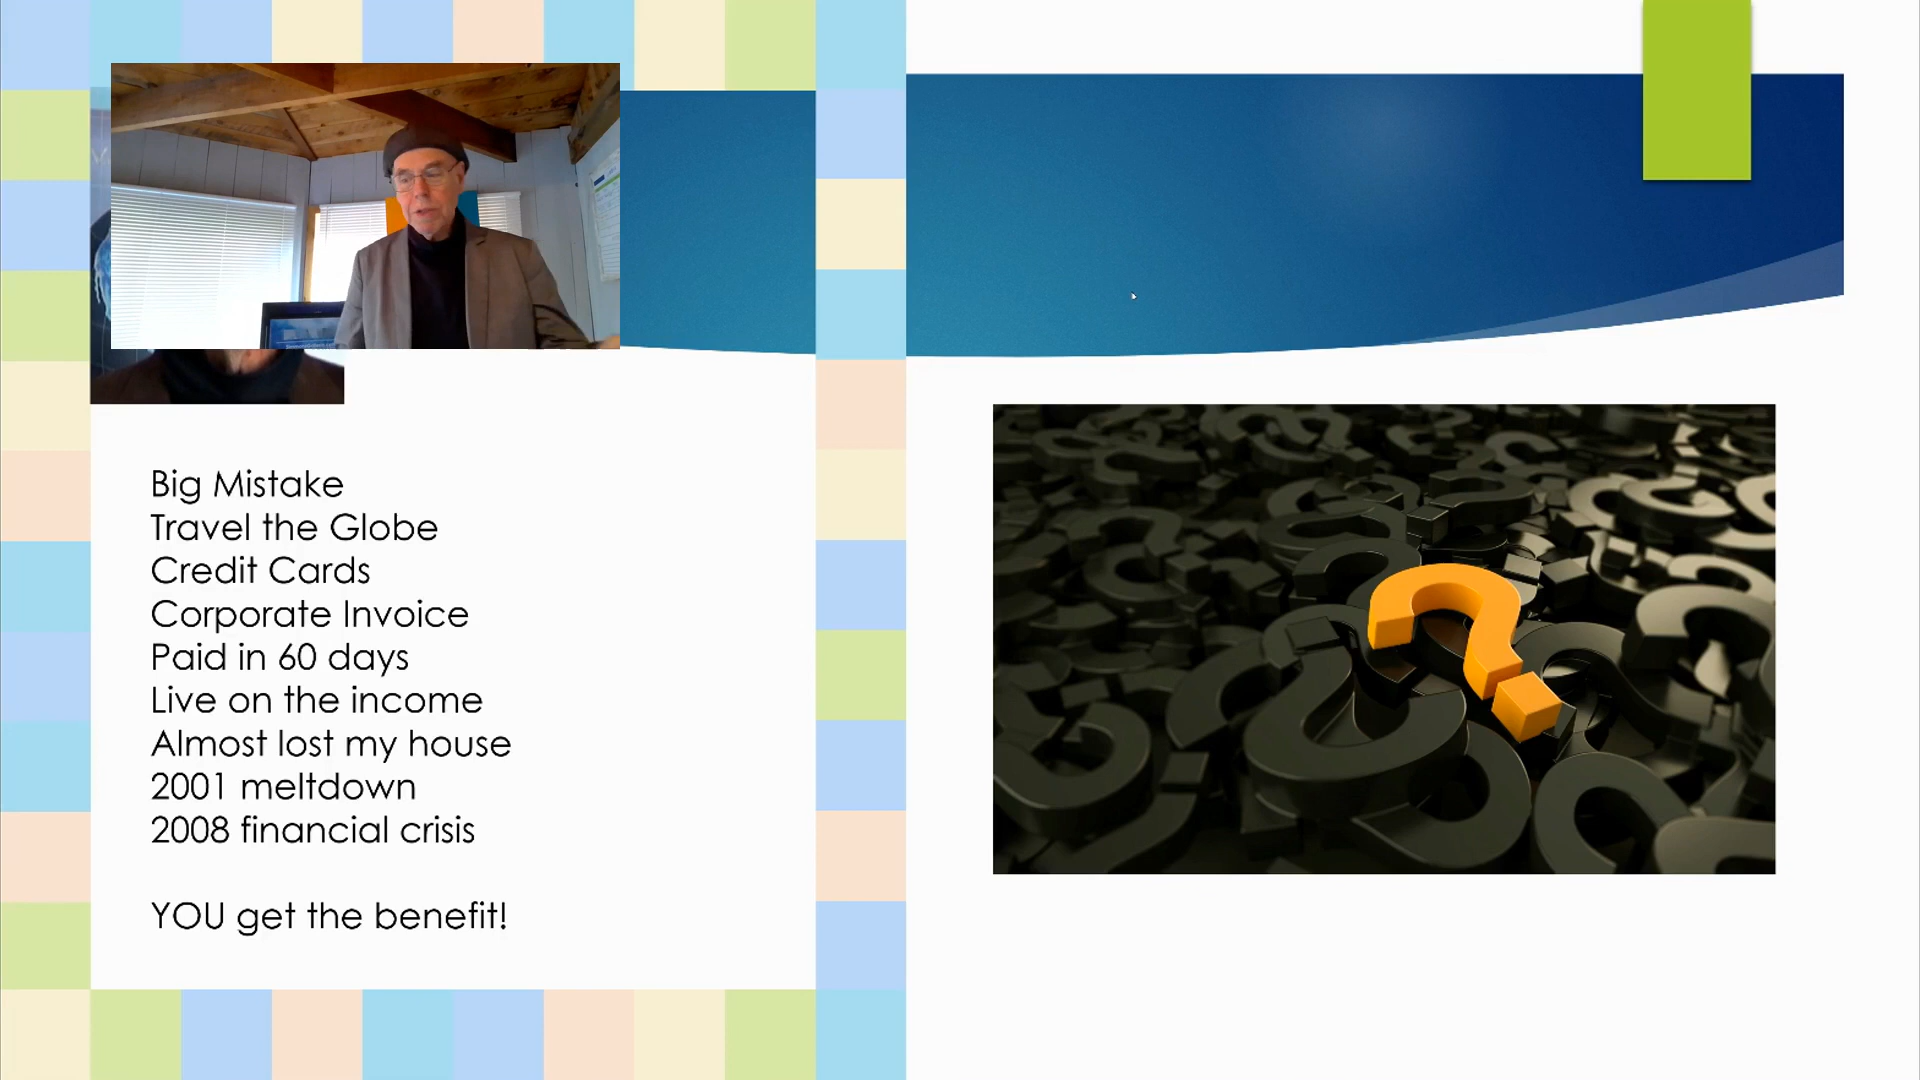 Big Mistake
Travel the Globe
Credit Cards
Corporate Invoice
Paid in 60 days
Live on the income
Almost lost my house
2001 meltdown
2008 financial crisis
YOU get the benefit!